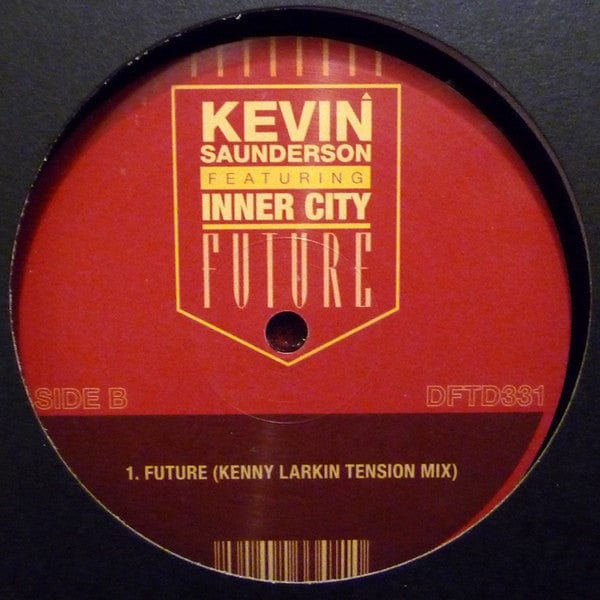 KEVIN
SAUNDERSON
FEATURING
INNER CITY
FUTURE
SIDE B
DFTD331
1. FUTURE (KENNY LARKIN TENSION MIX)